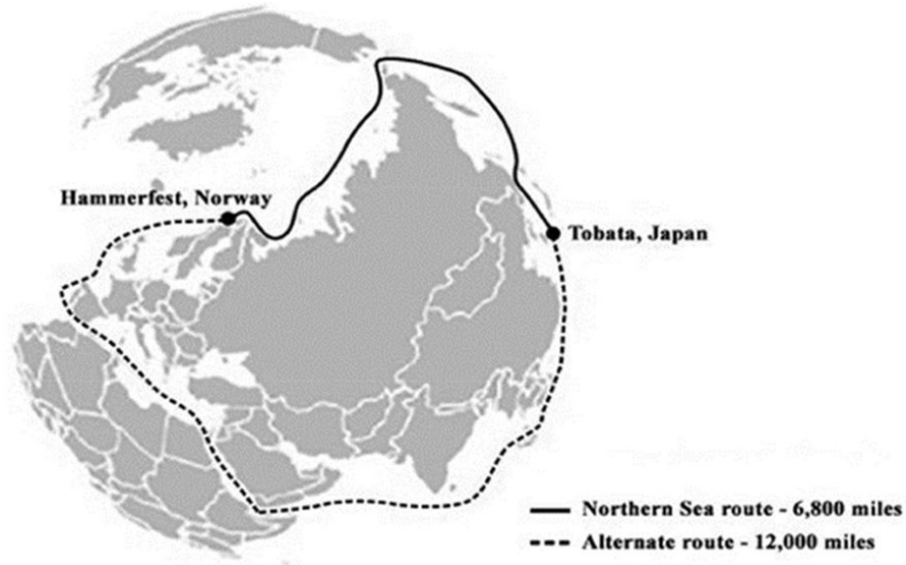 Hammerfest, Norway
Tobata, Japan
Northern Sea route - 6,800 miles
Alternate route - 12,000 miles